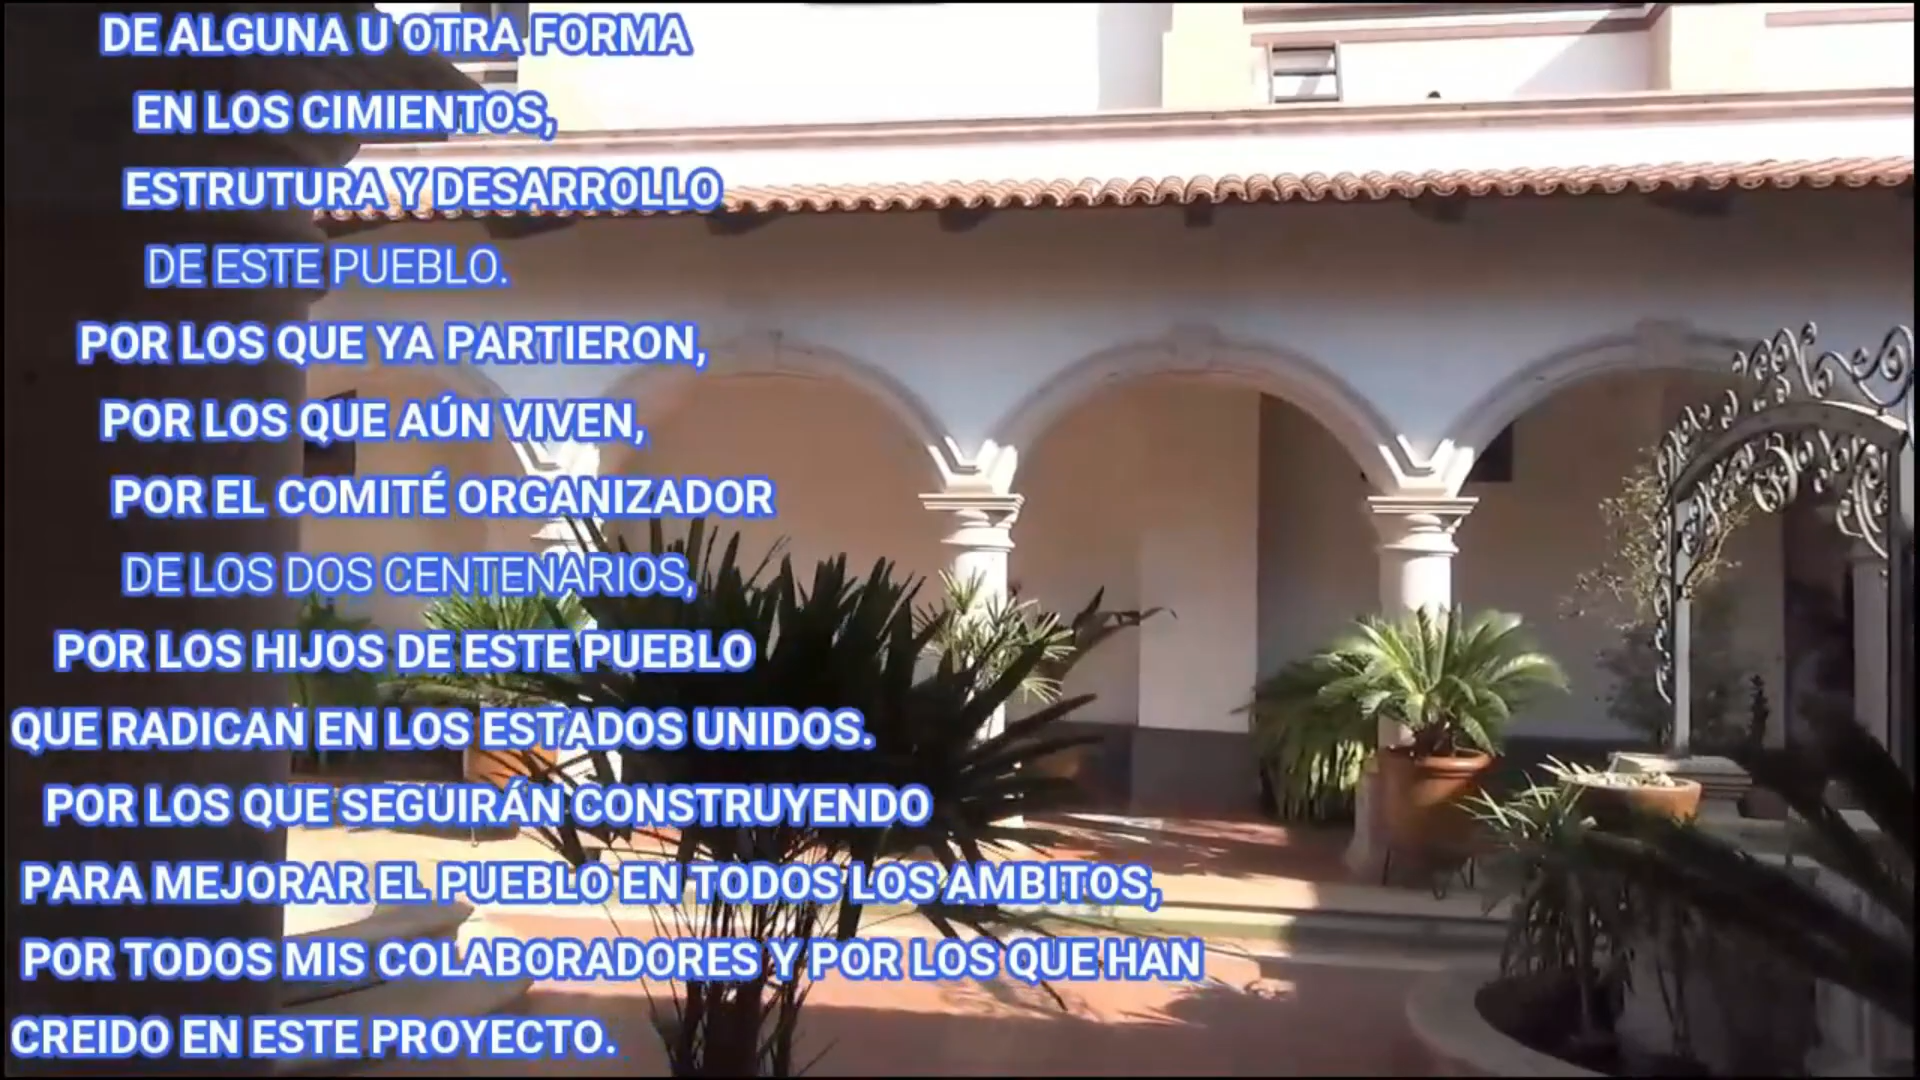 DE ALGUNA U OTRA FORMA
EN LOS CIMIENTOS,
ESTRUTURA Y DESARROLLO
DE ESTE PUEBLO.
POR LOS QUE YA PARTIERON,
POR LOS QUE AÚN VIVEN,
POR EL COMITÉ ORGANIZADOR
DE LOS DOS CENTENARIOS,
POR LOS HIJOS DE ESTE PUEBLO
QUE RADICAN EN LOS ESTADOS UNIDOS.
POR LOS QUE SEGUIRÁN CONSTRUYENDO
PARA MEJORAR EL PUEBLO EN TODOS LOS AMBITOS,
POR TODOS MIS COLABORADORES Y POR LOS QUE HAN
CREIDO EN ESTE PROYECTO.